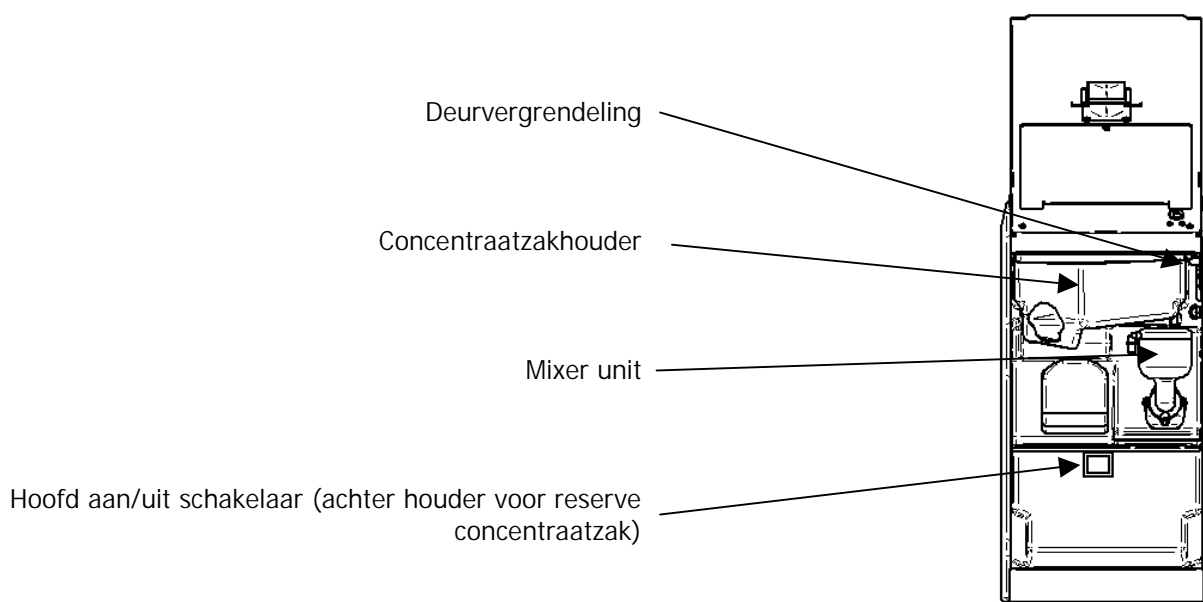 Deurvergrendeling
Concentraatzakhouder
Mixer unit
Hoofd aan/uit schakelaar (achter houder voor reserve
concentraatzak)